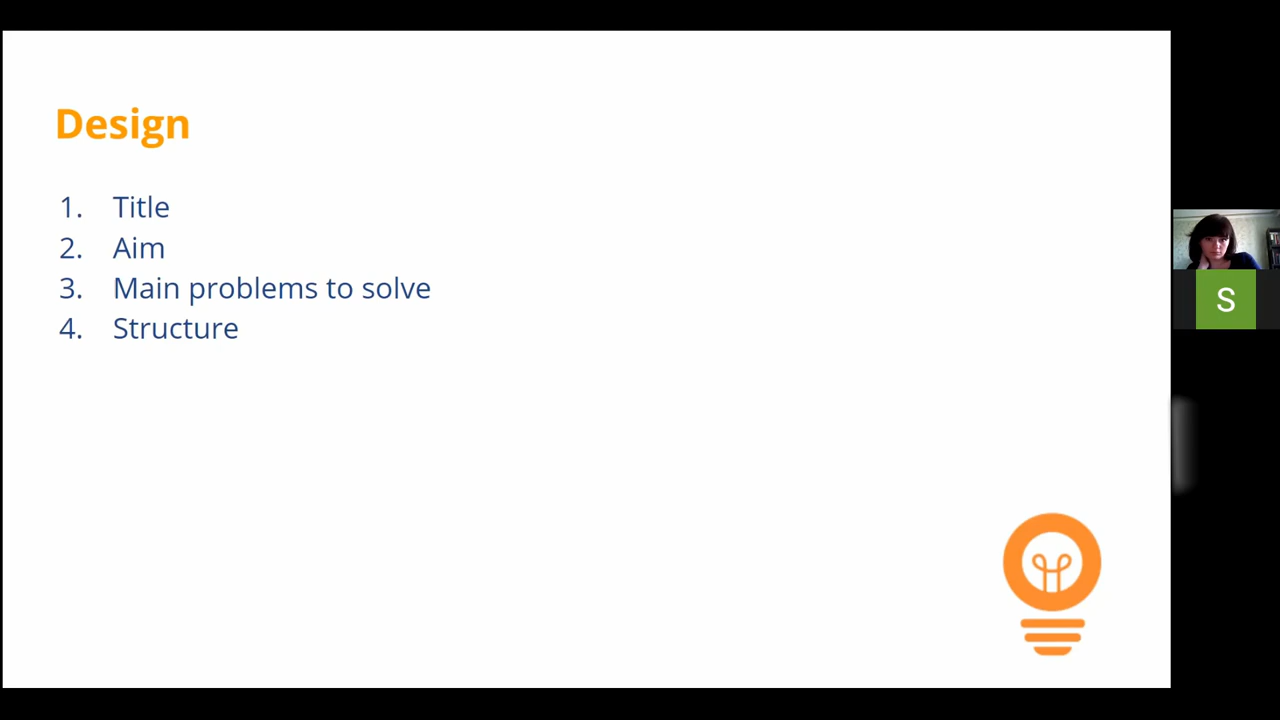 Design
1. Title
2. Aim
3. Main problems to solve
4. Structure
S